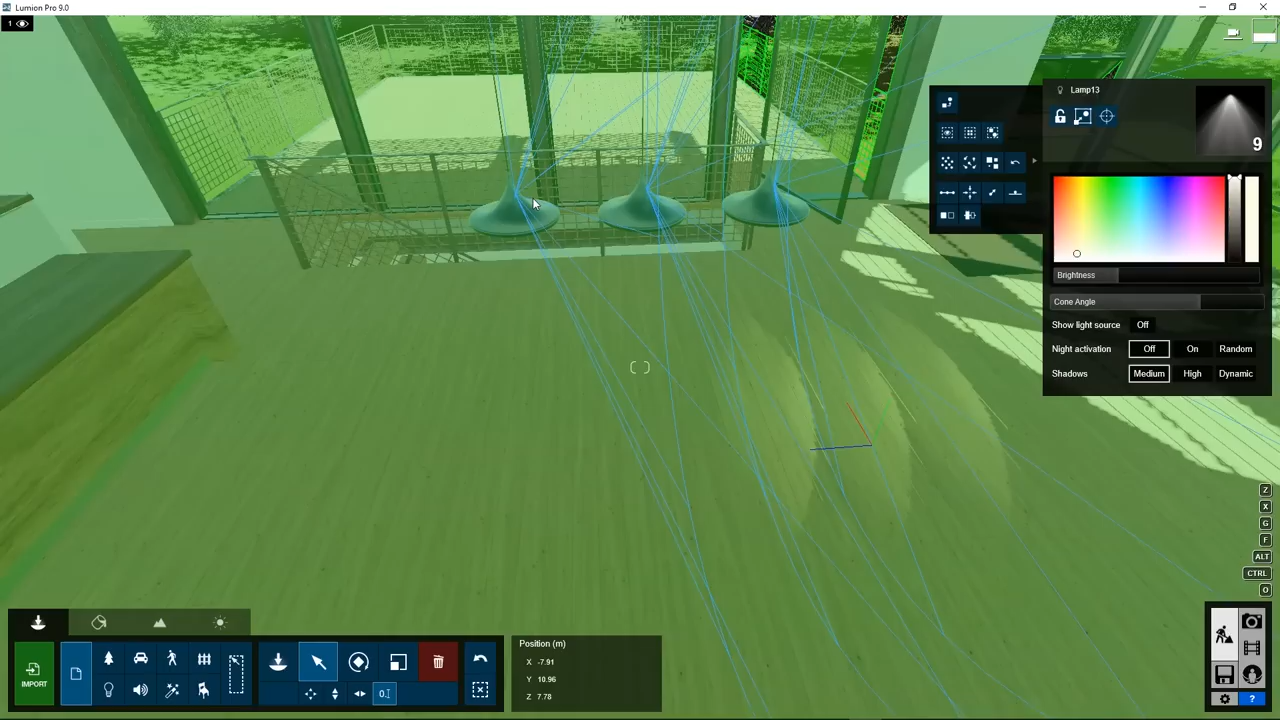 Lumion Pro 9.0
1
Lamp13
9
Brightness
Cone Angle
Show light source Off
Night activation Off On Random
Shadows Medium High Dynamic
Z
X
G
F
ALT
CTRL
O
IMPORT
Position (m)
X -7.91
Y 10.96
Z 7.78
?